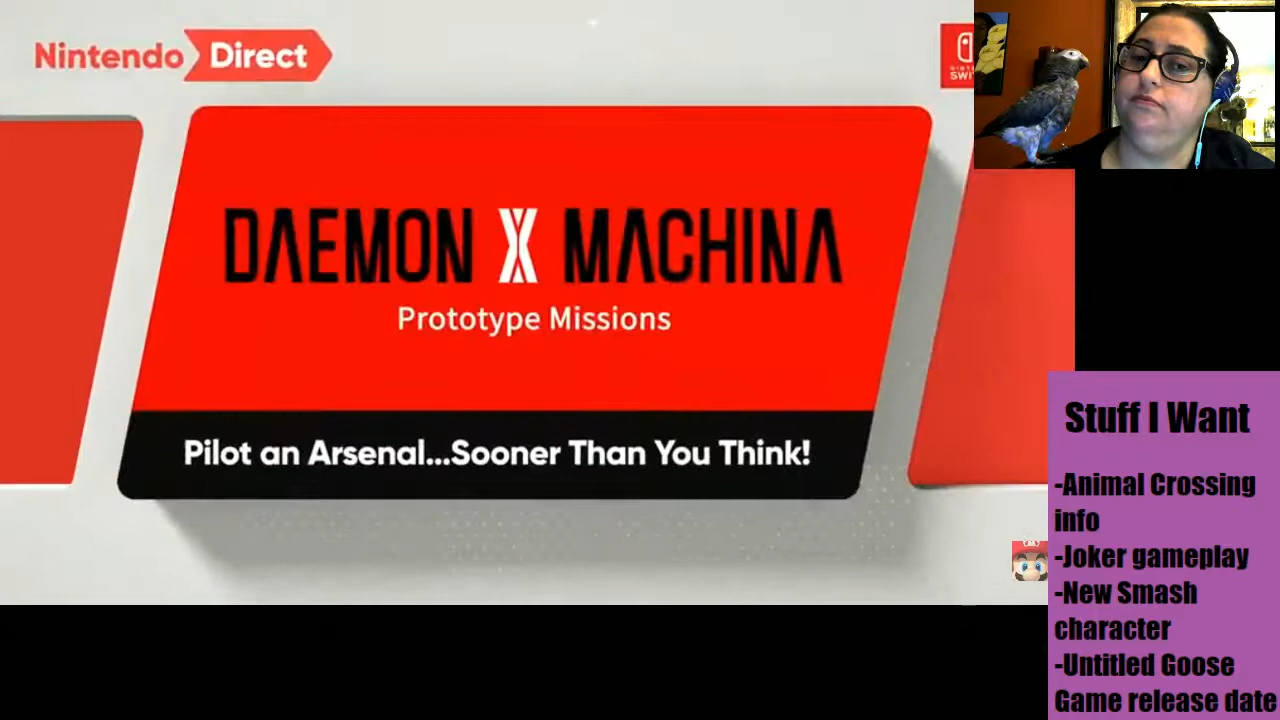 Nintendo Direct
DAEMON X MACHINA
Prototype Missions
Pilot an Arsenal...Sooner Than You Think!
Stuff I Want
-Animal Crossing
info
-Joker gameplay
-New Smash
character
-Untitled Goose
Game release date